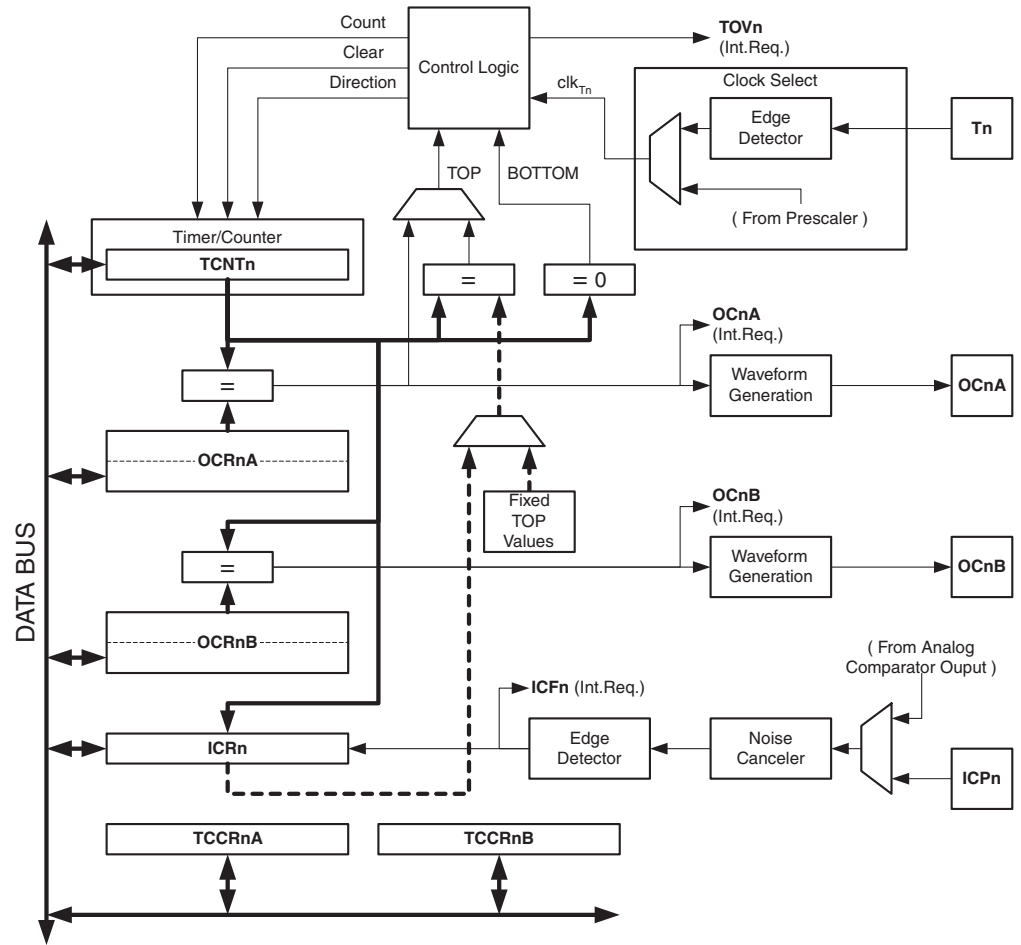 Count
Clear
Direction
Control Logic
TOVn
(Int.Req.)
clkTn
Clock Select
Edge
Detector
Tn
( From Prescaler )
TOP
BOTTOM
Timer/Counter
TCNTn
=
= 0
=
OCnA
(Int.Req.)
Waveform
Generation
OCnA
OCRnA
Fixed
TOP
Values
OCnB
(Int.Req.)
=
Waveform
Generation
OCnB
OCRnB
DATA BUS
( From Analog
Comparator Ouput )
ICFn (Int.Req.)
ICRn
Edge
Detector
Noise
Canceler
ICPn
TCCRnA
TCCRnB